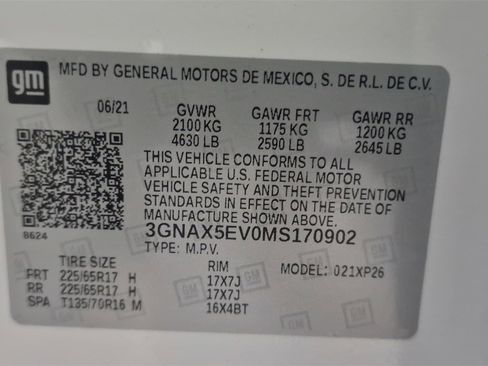 gm MFD BY GENERAL MOTORS DE MEXICO, S. DE R.L. DE C.V.
06/21 GVWR GAWR FRT GAWR RR
2100 KG 1175 KG 1200 KG
4630 LB 2590 LB 2645 LB
THIS VEHICLE CONFORMS TO ALL
APPLICABLE U.S. FEDERAL MOTOR
VEHICLE SAFETY AND THEFT PREVENTION
STANDARDS IN EFFECT ON THE DATE OF
MANUFACTURE SHOWN ABOVE.
8624 3GNAX5EV0MS170902
TYPE: M.P.V.
TIRE SIZE RIM MODEL: 021XP26
FRT 225/65R17 H 17X7J
RR 225/65R17 H 17X7J
SPA T135/70R16 M 16X4BT